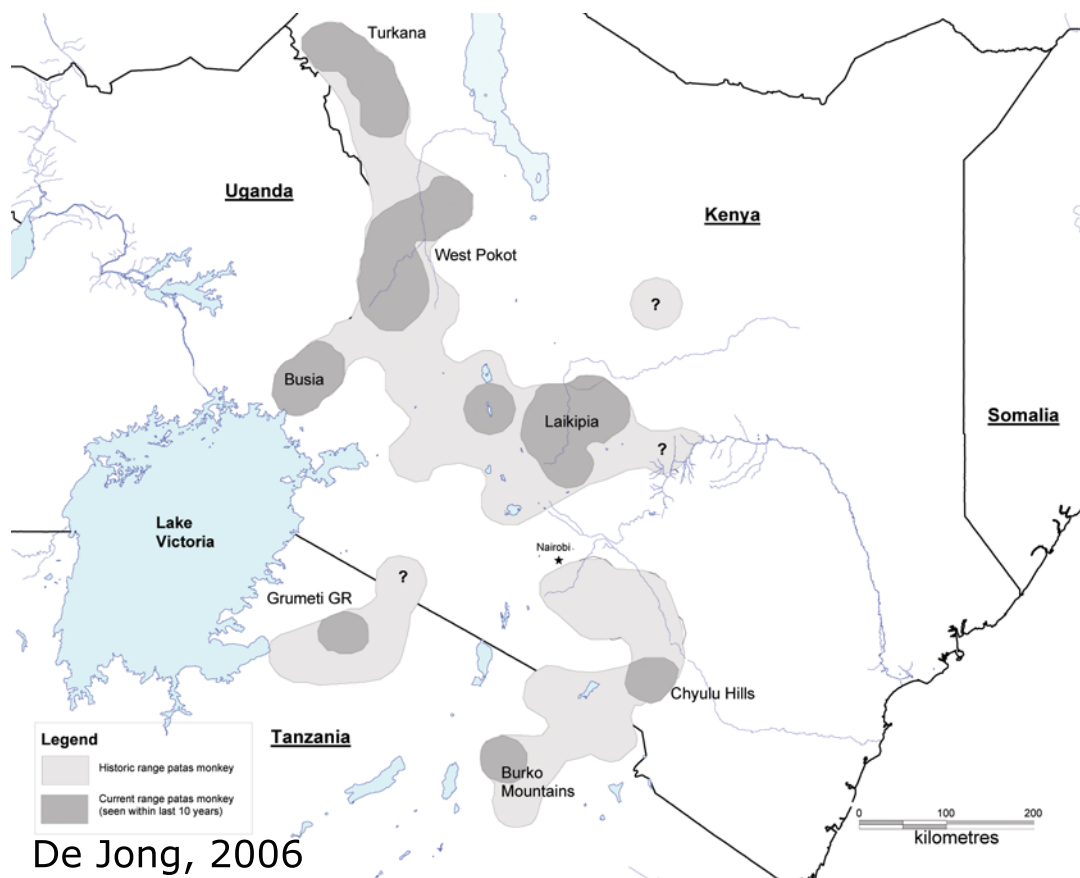 Turkana
Uganda
Kenya
West Pokot
?
Busia
Laikipia
Somalia
?
Lake
Victoria
Nairobi
?
Grumeti GR
Chyulu Hills
Tanzania
Burko
Mountains
Legend
Historic range patas monkey
Current range patas monkey
(seen within last 10 years)
0 100 200
kilometres
De Jong, 2006